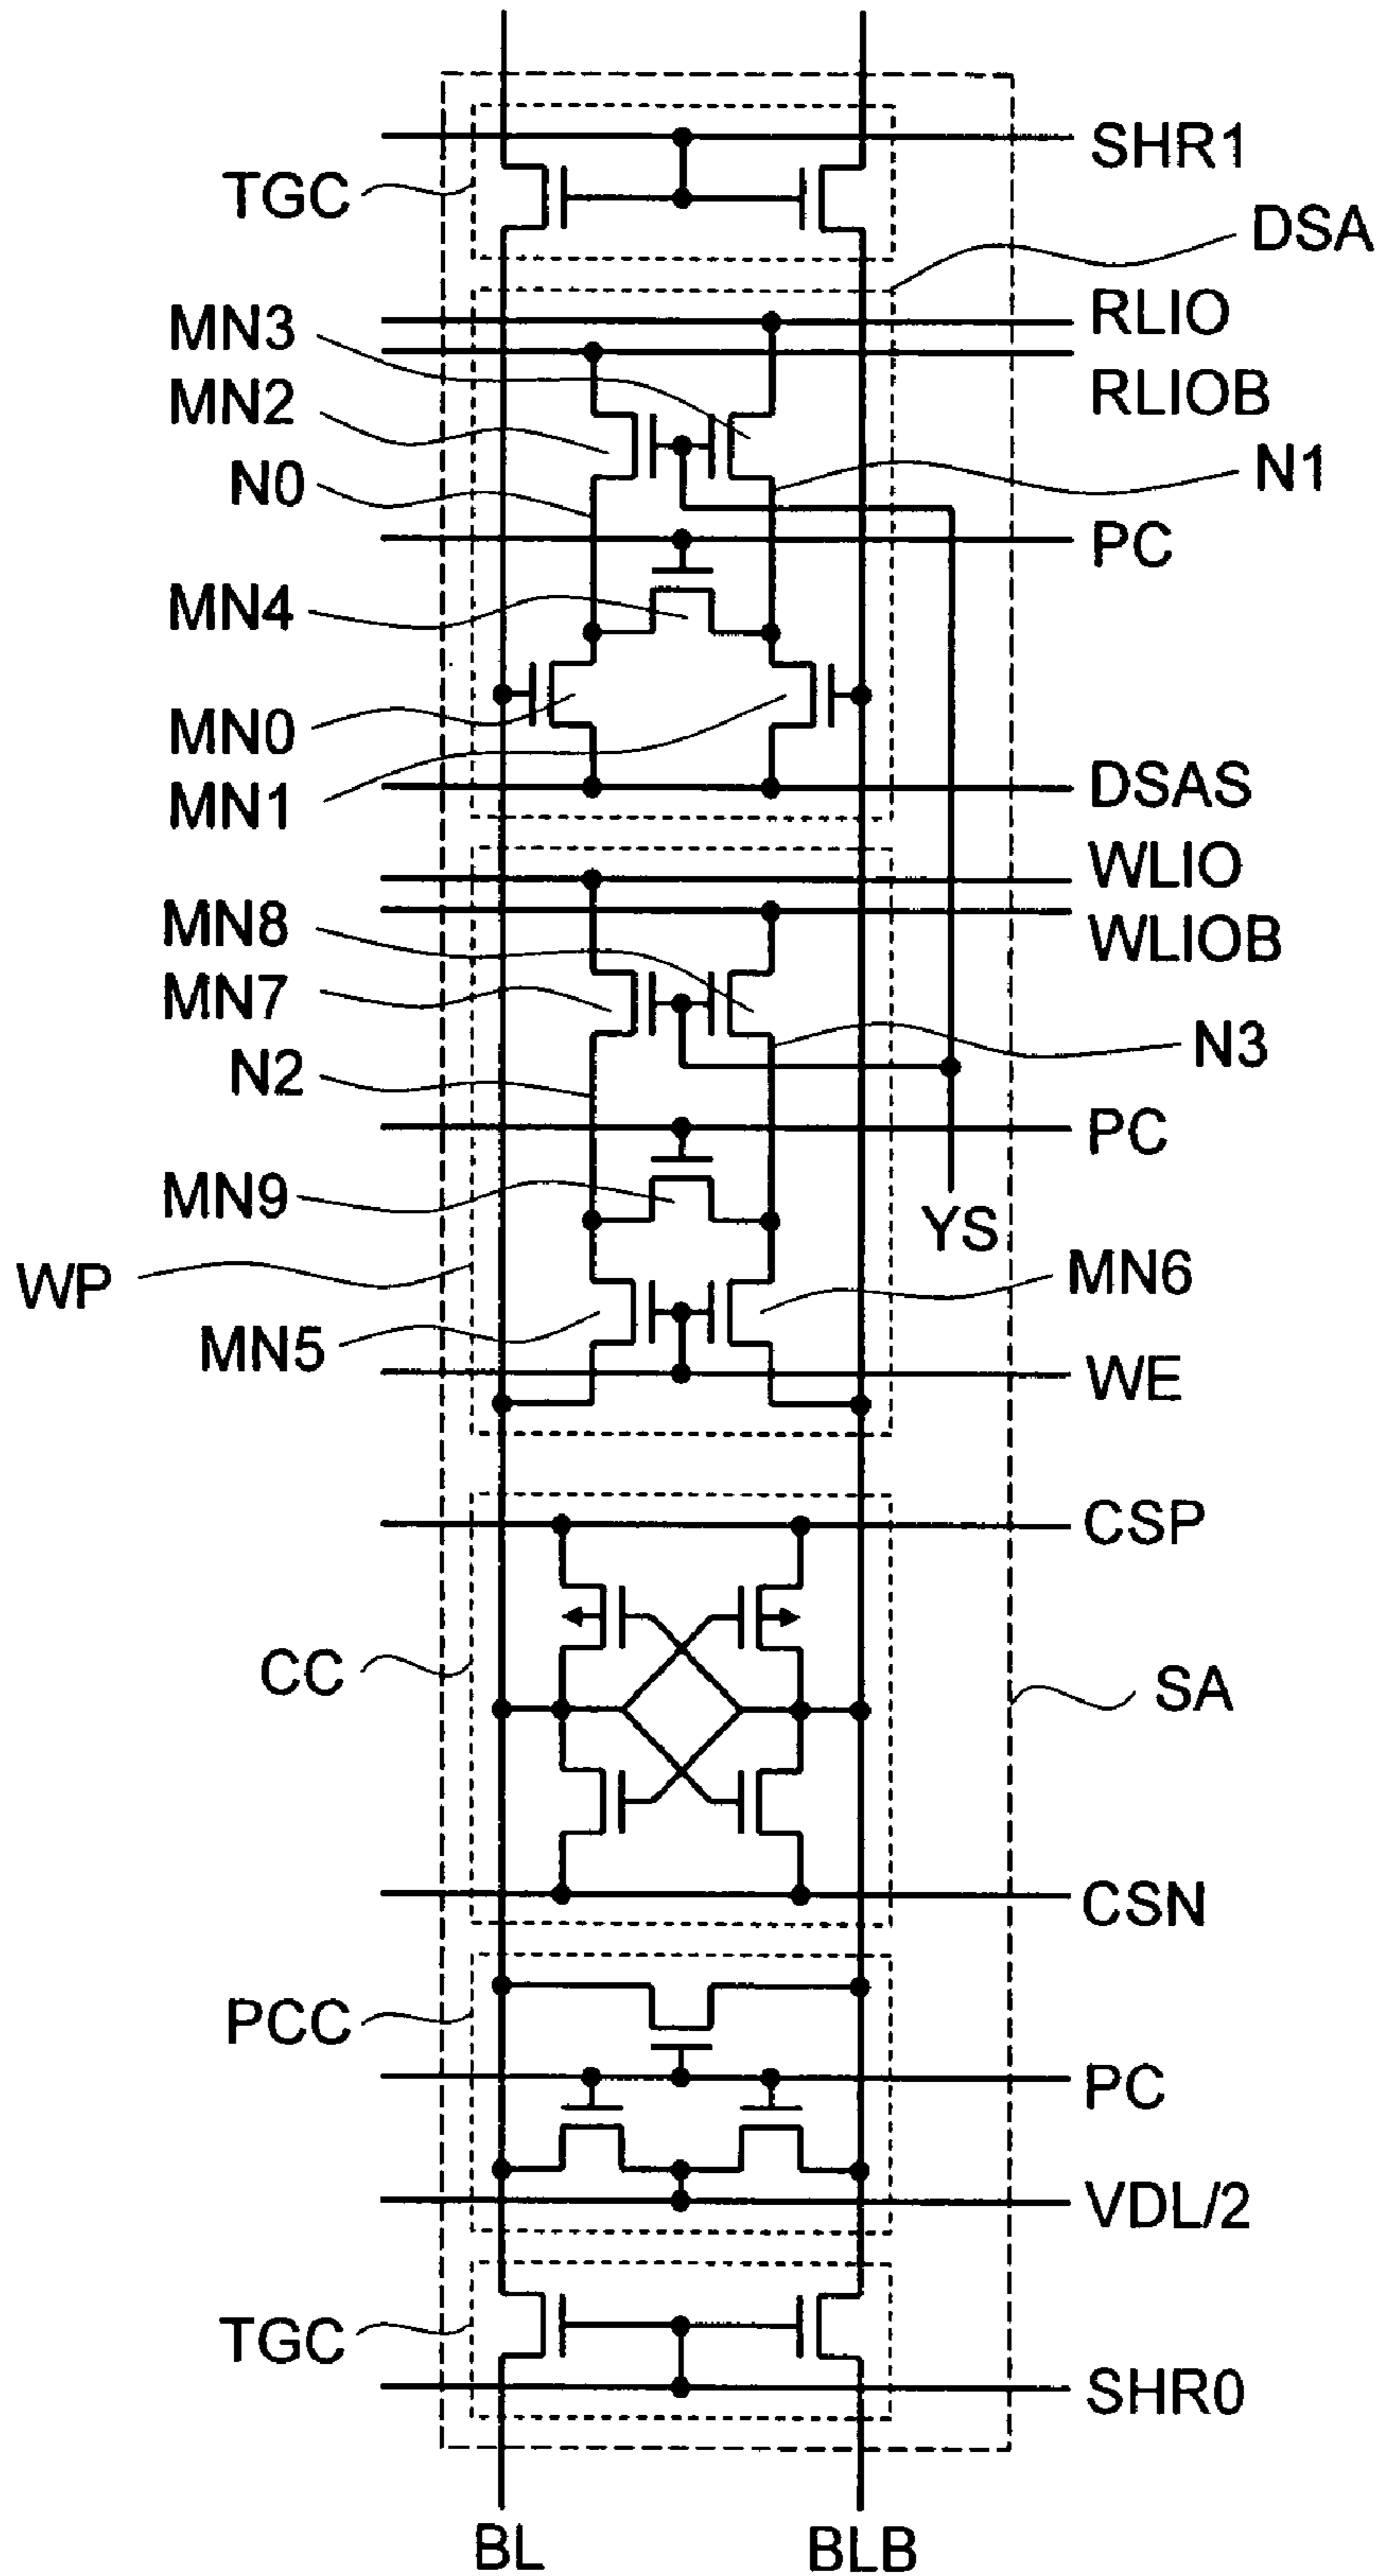 SHR1
TGC
DSA
RLIO
MN3
RLIOB
MN2
N1
N0
PC
MN4
MN0
DSAS
MN1
WLIO
MN8
WLIOB
MN7
N3
N2
PC
MN9
YS
WP
MN6
MN5
WE
CSP
CC
SA
CSN
PCC
PC
VDL/2
TGC
SHR0
BL
BLB